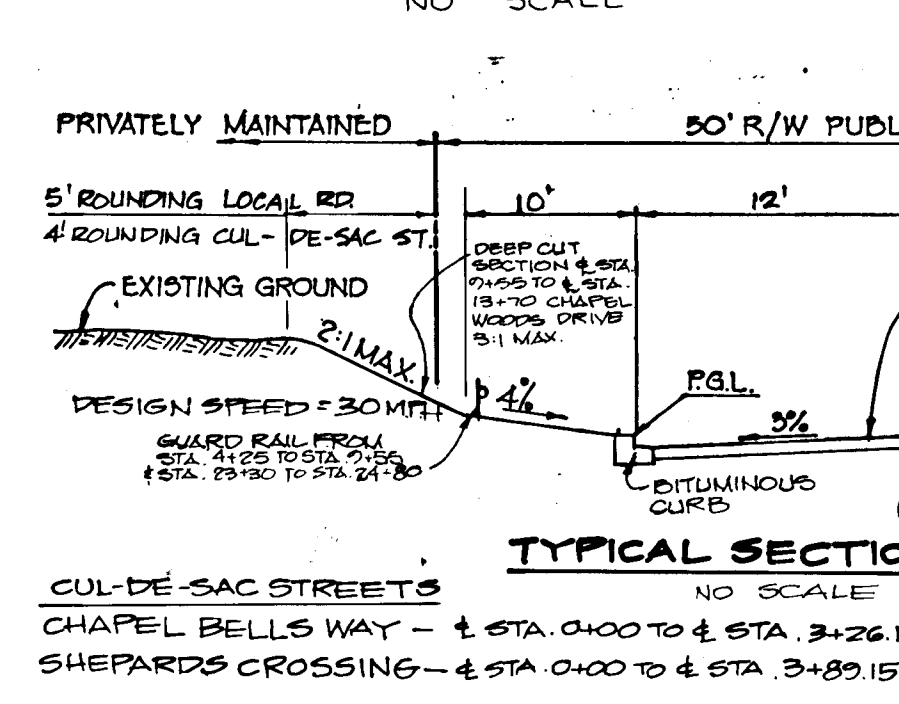 NO SCALE
PRIVATELY MAINTAINED
50' R/W PUBL
5' ROUNDING LOCAL RD.
10'
12'
4' ROUNDING CUL-DE-SAC ST.
DEEP CUT
SECTION ℄ STA.
9+55 TO ℄ STA.
13+70 CHAPEL
WOODS DRIVE
3:1 MAX.
EXISTING GROUND
2:1 MAX.
P.G.L.
DESIGN SPEED = 30 MPH
4%
3%
GUARD RAIL FROM
STA. 4+25 TO STA. 9+55
℄ STA. 23+30 TO STA. 24+80
BITUMINOUS
CURB
TYPICAL SECTIO
NO SCALE
CUL-DE-SAC STREETS
CHAPEL BELLS WAY — ℄ STA. 0+00 TO ℄ STA. 3+26.1
SHEPARDS CROSSING — ℄ STA. 0+00 TO ℄ STA. 3+89.15